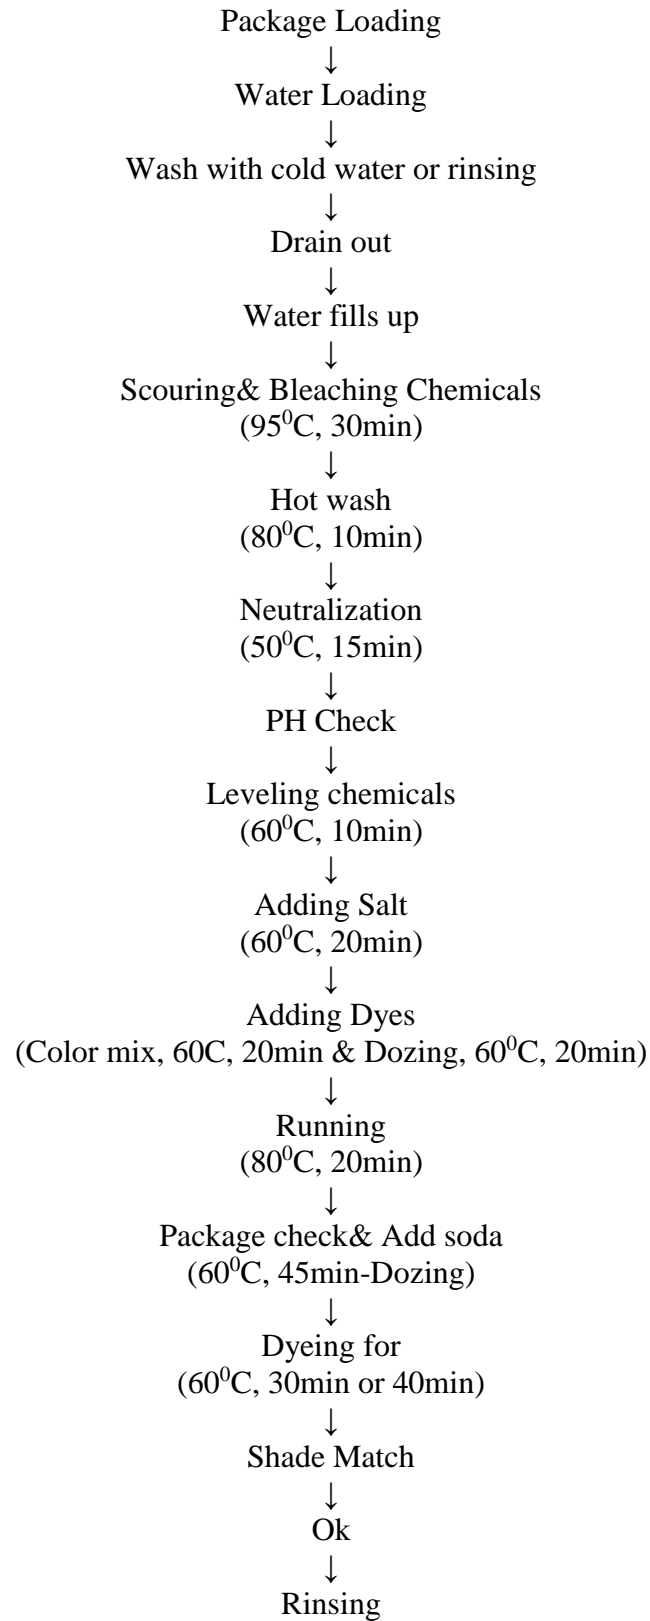 Package Loading
↓
Water Loading
↓
Wash with cold water or rinsing
↓
Drain out
↓
Water fills up
↓
Scouring& Bleaching Chemicals
(95⁰C, 30min)
↓
Hot wash
(80⁰C, 10min)
↓
Neutralization
(50⁰C, 15min)
↓
PH Check
↓
Leveling chemicals
(60⁰C, 10min)
↓
Adding Salt
(60⁰C, 20min)
↓
Adding Dyes
(Color mix, 60C, 20min & Dozing, 60⁰C, 20min)
↓
Running
(80⁰C, 20min)
↓
Package check& Add soda
(60⁰C, 45min-Dozing)
↓
Dyeing for
(60⁰C, 30min or 40min)
↓
Shade Match
↓
Ok
↓
Rinsing